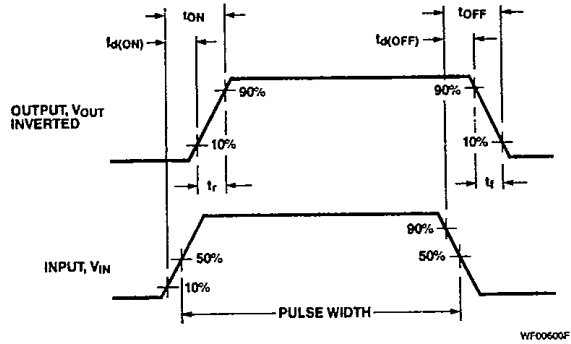 tON
tOFF
td(ON)
td(OFF)
OUTPUT, VOUT
INVERTED
90%
90%
10%
10%
tr
tf
INPUT, VIN
90%
50%
50%
10%
PULSE WIDTH
WF00600F